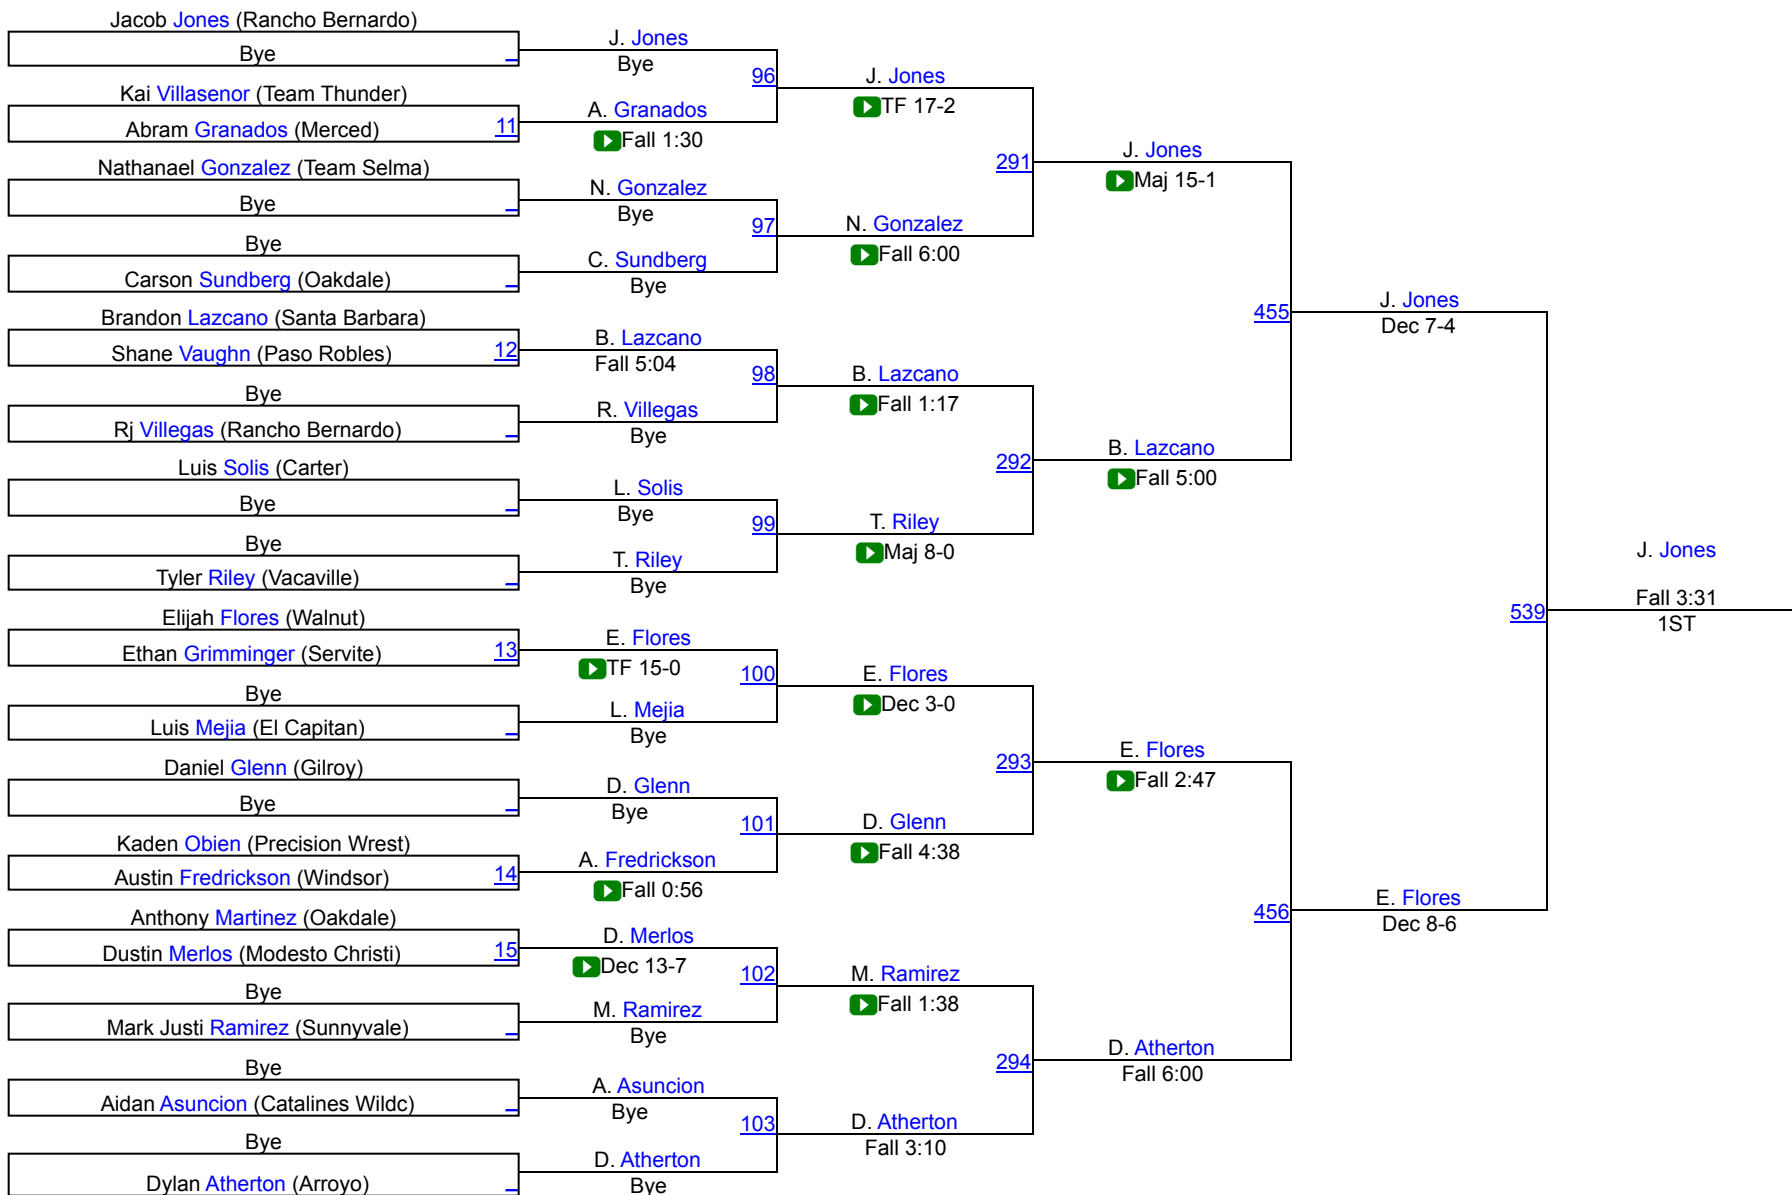 Jacob Jones (Rancho Bernardo)
Bye
Kai Villasenor (Team Thunder)
Abram Granados (Merced) 11
Nathanael Gonzalez (Team Selma)
Bye
Bye
Carson Sundberg (Oakdale)
Brandon Lazcano (Santa Barbara)
Shane Vaughn (Paso Robles) 12
Bye
Rj Villegas (Rancho Bernardo)
Luis Solis (Carter)
Bye
Bye
Tyler Riley (Vacaville)
Elijah Flores (Walnut)
Ethan Grimminger (Servite) 13
Bye
Luis Mejia (El Capitan)
Daniel Glenn (Gilroy)
Bye
Kaden Obien (Precision Wrest)
Austin Fredrickson (Windsor) 14
Anthony Martinez (Oakdale)
Dustin Merlos (Modesto Christi) 15
Bye
Mark Justi Ramirez (Sunnyvale)
Bye
Aidan Asuncion (Catalines Wildc)
Bye
Dylan Atherton (Arroyo)
J. Jones
Bye
96
A. Granados
Fall 1:30
N. Gonzalez
Bye
97
C. Sundberg
Bye
B. Lazcano
Fall 5:04
98
R. Villegas
Bye
L. Solis
Bye
99
T. Riley
Bye
E. Flores
TF 15-0
100
L. Mejia
Bye
D. Glenn
Bye
101
A. Fredrickson
Fall 0:56
D. Merlos
Dec 13-7
102
M. Ramirez
Bye
A. Asuncion
Bye
103
D. Atherton
Bye
J. Jones
TF 17-2
291
N. Gonzalez
Fall 6:00
B. Lazcano
Fall 1:17
292
T. Riley
Maj 8-0
E. Flores
Dec 3-0
293
D. Glenn
Fall 4:38
M. Ramirez
Fall 1:38
294
D. Atherton
Fall 3:10
J. Jones
Maj 15-1
455
B. Lazcano
Fall 5:00
E. Flores
Fall 2:47
456
D. Atherton
Fall 6:00
J. Jones
Dec 7-4
539
E. Flores
Dec 8-6
J. Jones
Fall 3:31
1ST